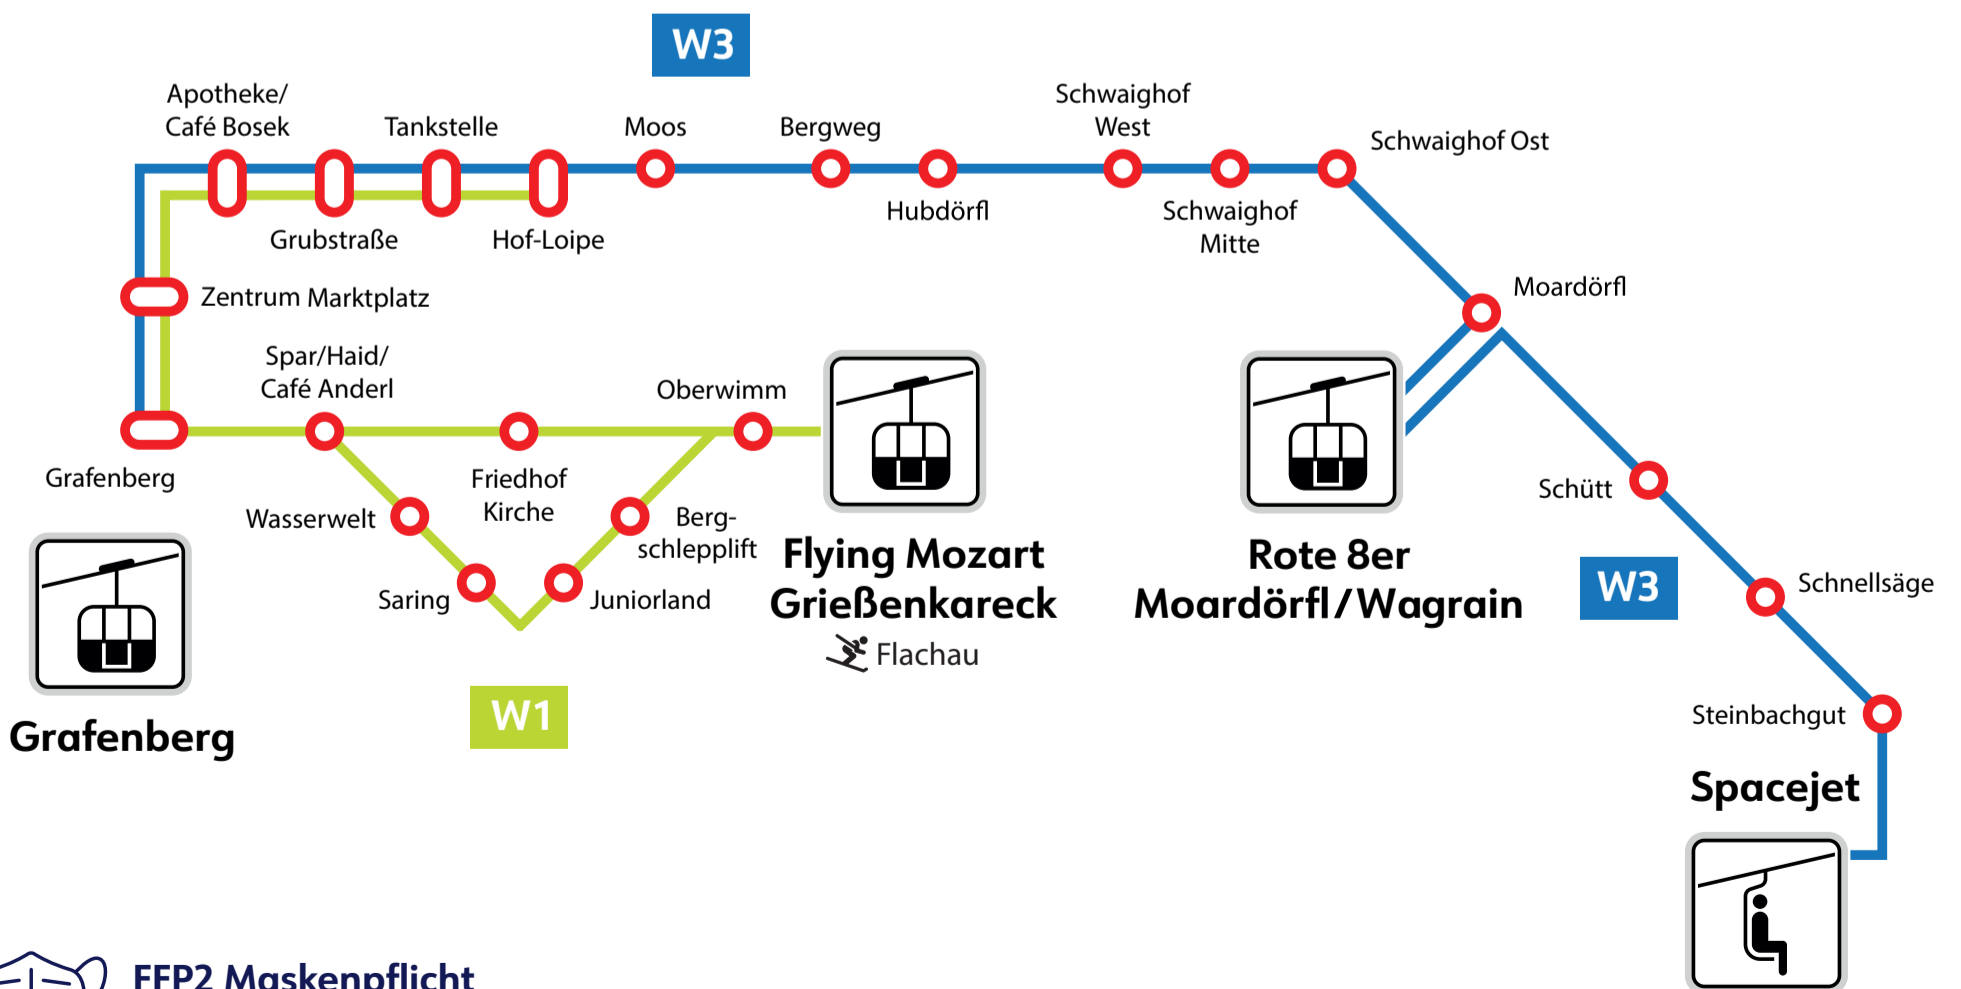 W3
Apotheke/
Café Bosek
Tankstelle
Moos
Bergweg
Schwaighof
West
Schwaighof Ost
Grubstraße
Hof-Loipe
Hubdörfl
Schwaighof
Mitte
Zentrum Marktplatz
Moardörfl
Spar/Haid/
Café Anderl
Oberwimm
Grafenberg
Friedhof
Kirche
Wasserwelt
Berg-
schlepplift
Saring
Juniorland
Flying Mozart
Grießenkareck
Flachau
Rote 8er
Moardörfl/Wagrain
Schütt
W3
Schnellsäge
W1
Grafenberg
Steinbachgut
Spacejet
FFP2 Maskenpflicht